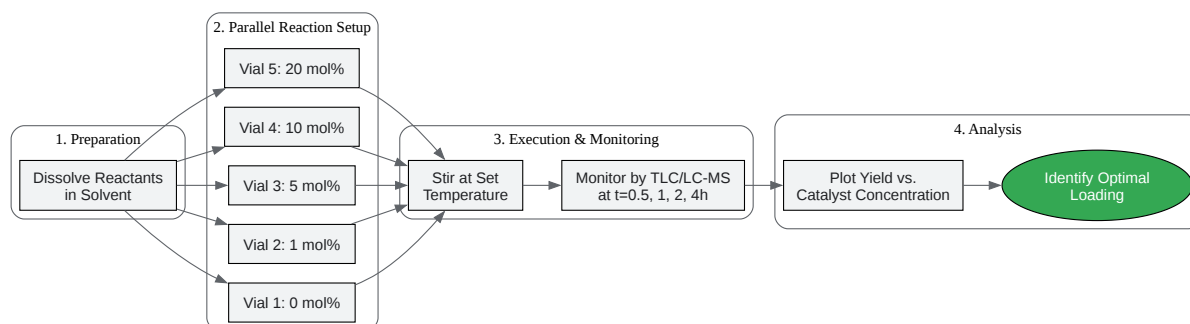 1. Preparation
Dissolve Reactants
in Solvent
2. Parallel Reaction Setup
Vial 5: 20 mol%
Vial 4: 10 mol%
Vial 3: 5 mol%
Vial 2: 1 mol%
Vial 1: 0 mol%
3. Execution & Monitoring
Stir at Set
Temperature
Monitor by TLC/LC-MS
at t=0.5, 1, 2, 4h
4. Analysis
Plot Yield vs.
Catalyst Concentration
Identify Optimal
Loading